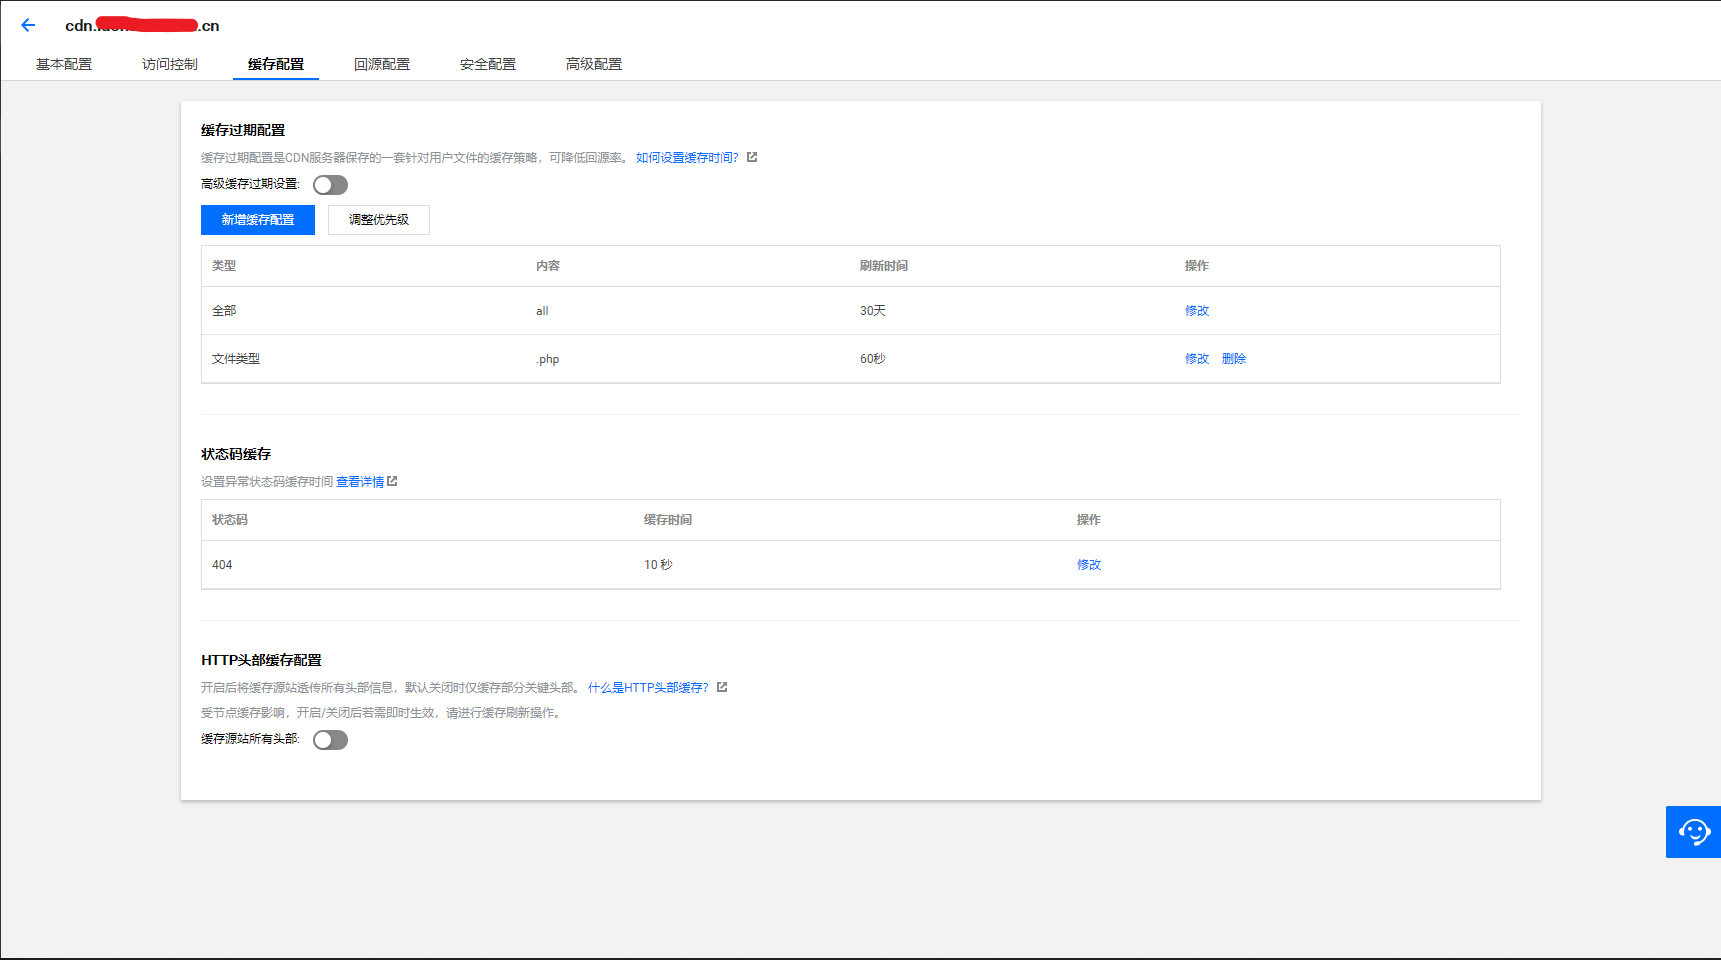 cdn. .cn
基本配置 访问控制 缓存配置 回源配置 安全配置 高级配置
缓存过期配置
缓存过期配置是CDN服务器保存的一套针对用户文件的缓存策略，可降低回源率。 如何设置缓存时间？
高级缓存过期设置:
新增缓存配置 调整优先级
类型 内容 刷新时间 操作
全部 all 30天 修改
文件类型 .php 60秒 修改 删除
状态码缓存
设置异常状态码缓存时间 查看详情
状态码 缓存时间 操作
404 10 秒 修改
HTTP头部缓存配置
开启后将缓存源站透传所有头部信息，默认关闭时仅缓存部分关键头部。 什么是HTTP头部缓存？
受节点缓存影响，开启/关闭后若需即时生效，请进行缓存刷新操作。
缓存源站所有头部: